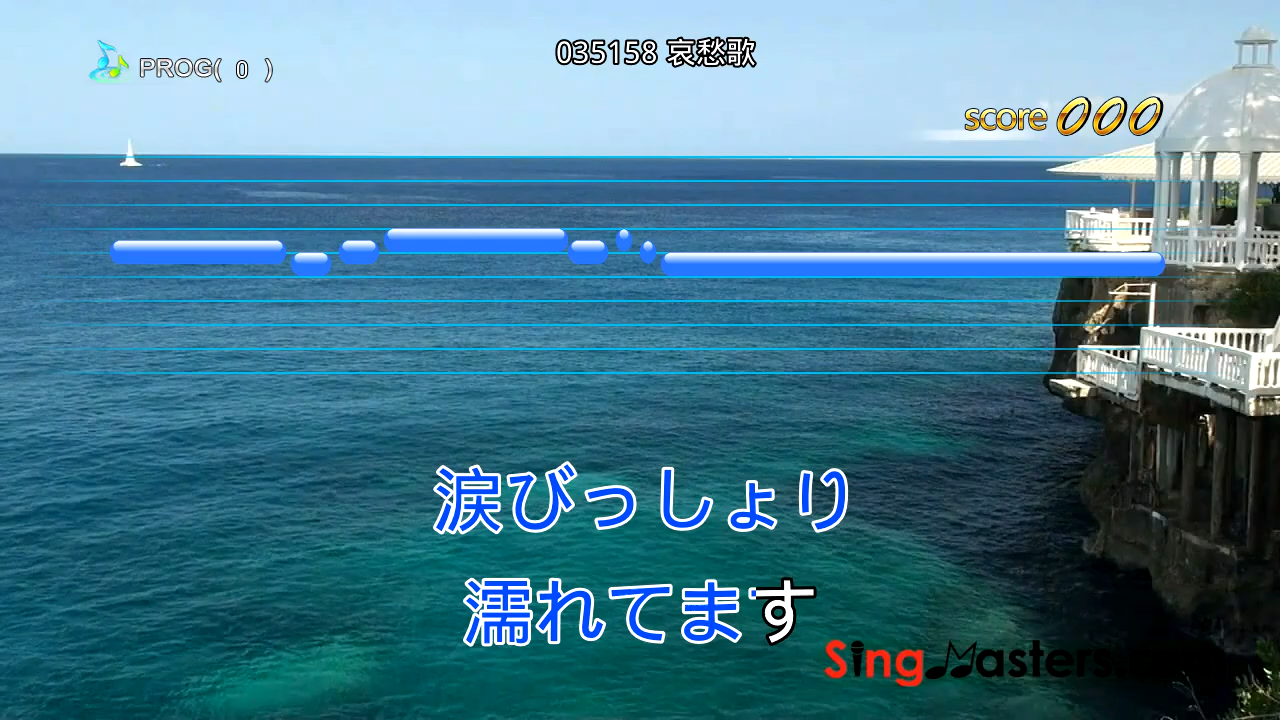 PROG( 0 )
035158 哀愁歌
score 000
涙びっしょり
濡れてます
SingMasters